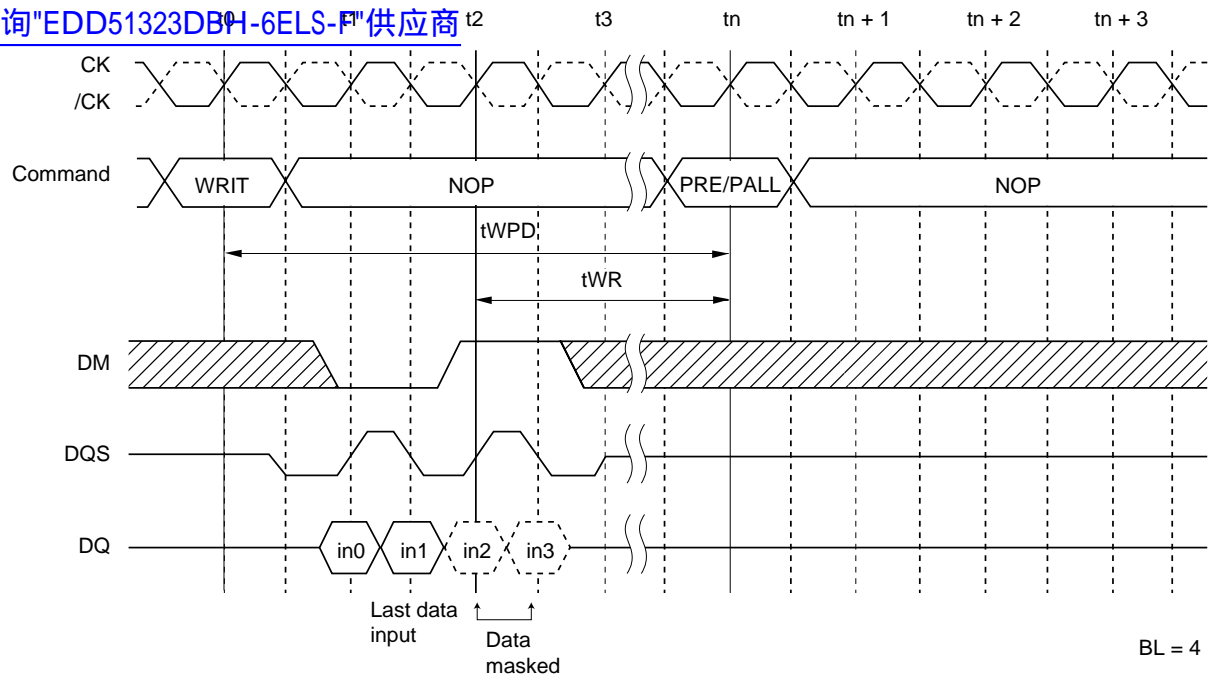 询"EDD51323DBH-6ELS-F"供应商
t0 t1 t2 t3 tn tn + 1 tn + 2 tn + 3
CK
/CK
Command WRIT NOP PRE/PALL NOP
tWPD
tWR
DM
DQS
DQ in0 in1 in2 in3
Last data
input
Data
masked
BL = 4